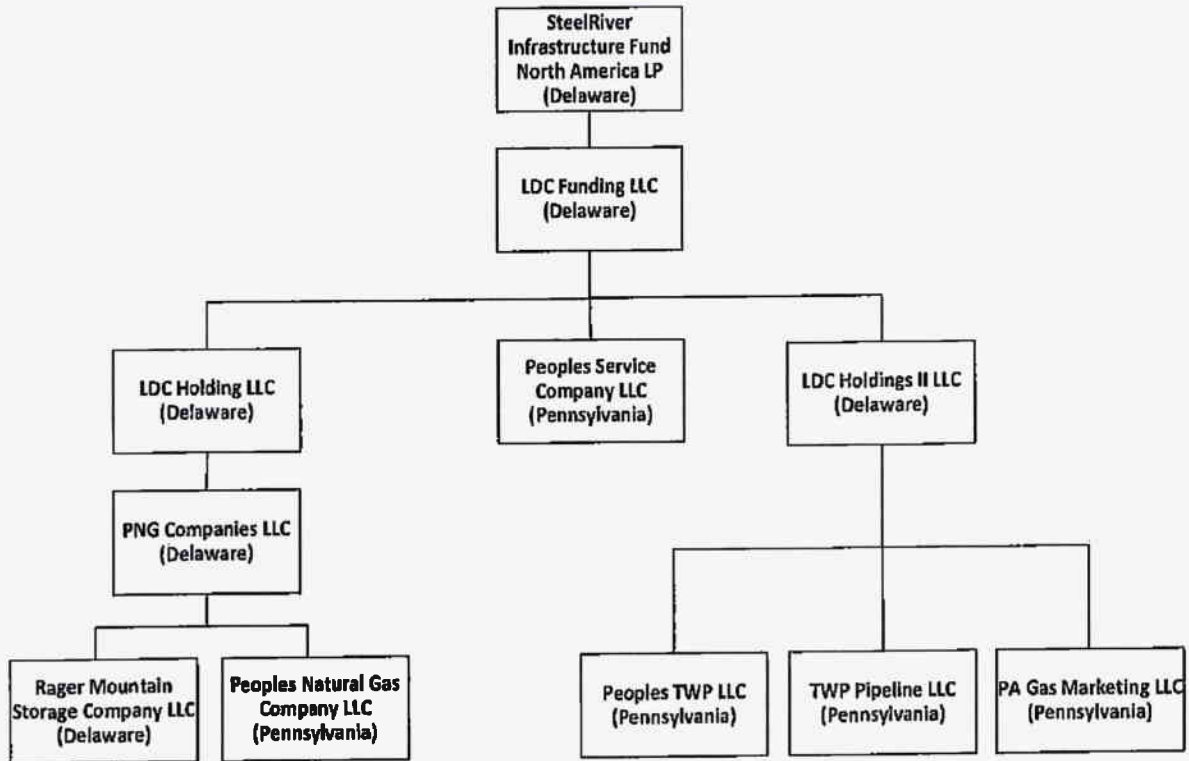 SteelRiver
Infrastructure Fund
North America LP
(Delaware)
LDC Funding LLC
(Delaware)
LDC Holding LLC
(Delaware)
Peoples Service
Company LLC
(Pennsylvania)
LDC Holdings II LLC
(Delaware)
PNG Companies LLC
(Delaware)
Rager Mountain
Storage Company LLC
(Delaware)
Peoples Natural Gas
Company LLC
(Pennsylvania)
Peoples TWP LLC
(Pennsylvania)
TWP Pipeline LLC
(Pennsylvania)
PA Gas Marketing LLC
(Pennsylvania)